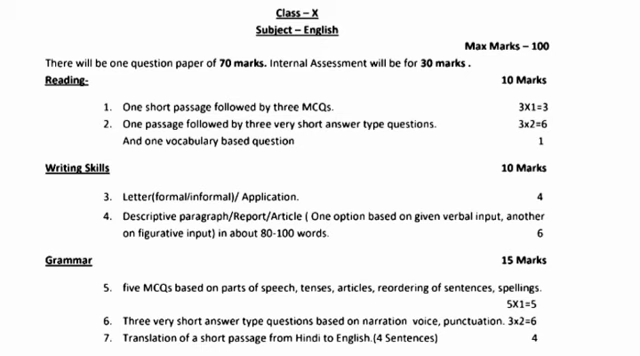 Class – X
Subject – English
Max Marks – 100
There will be one question paper of 70 marks. Internal Assessment will be for 30 marks .
Reading- 10 Marks
1. One short passage followed by three MCQs. 3X1=3
2. One passage followed by three very short answer type questions. 3x2=6
And one vocabulary based question 1
Writing Skills 10 Marks
3. Letter(formal/informal)/ Application. 4
4. Descriptive paragraph/Report/Article ( One option based on given verbal input, another
on figurative input) in about 80-100 words. 6
Grammar 15 Marks
5. five MCQs based on parts of speech, tenses, articles, reordering of sentences, spellings.
5X1=5
6. Three very short answer type questions based on narration voice, punctuation. 3x2=6
7. Translation of a short passage from Hindi to English.(4 Sentences) 4